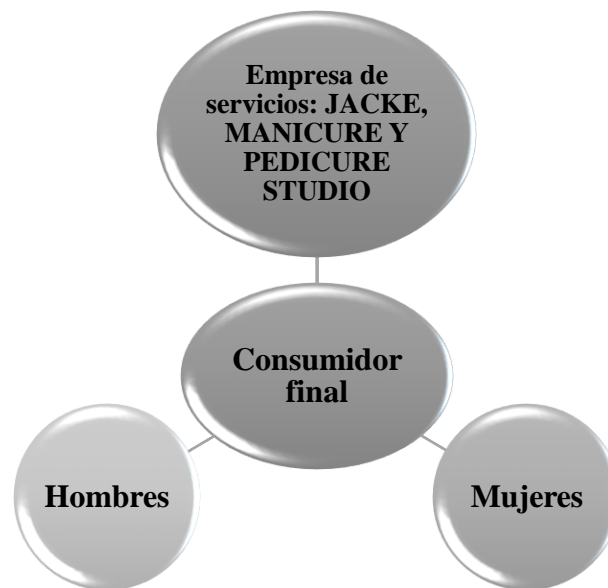 Empresa de
servicios: JACKE,
MANICURE Y
PEDICURE
STUDIO
Consumidor
final
Hombres
Mujeres